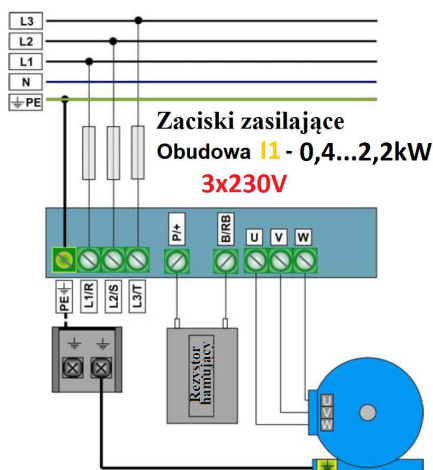 L3
L2
L1
N
PE
Zaciski zasilające
Obudowa I1 - 0,4...2,2kW
3x230V
P/+
B/RB
U
V
W
PE
L1/R
L2/S
L3/T
Rezystor
hamujący
U
V
W